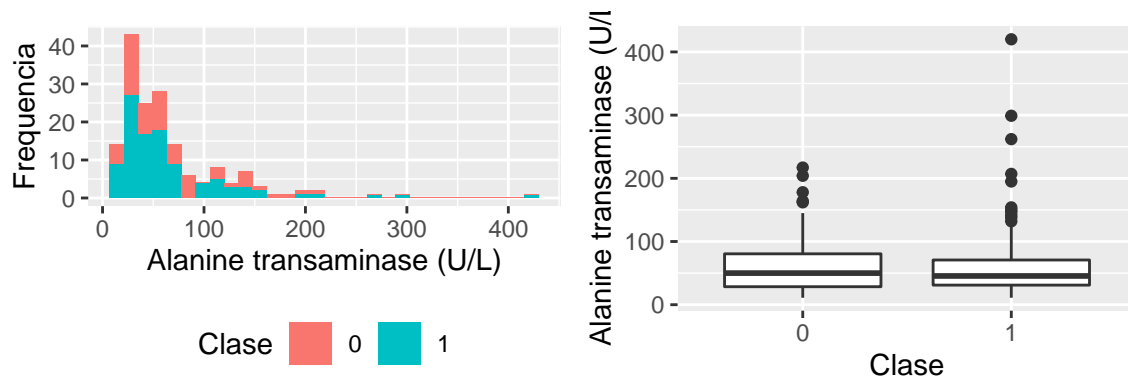 Frequencia
40
30
20
10
0
0 100 200 300 400
Alanine transaminase (U/L)
Clase 0 1
Alanine transaminase (U/L
400
300
200
100
0
0 1
Clase